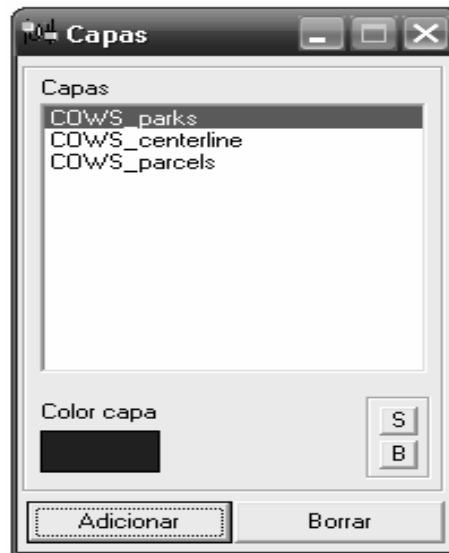 Capas
Capas
COWS_parks
COWS_centerline
COWS_parcels
Color capa
S
B
Adicionar
Borrar